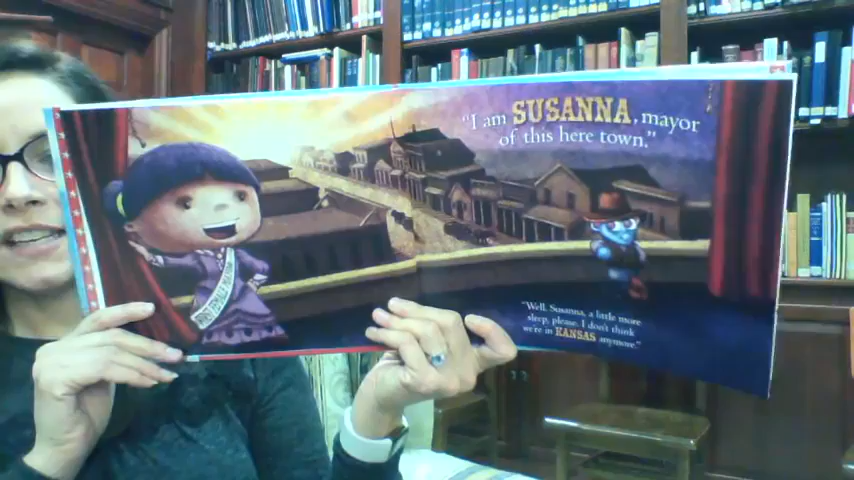 "I am SUSANNA, mayor
of this here town."
"Well, Susanna, a little more
sleep, please. I don't think
we're in KANSAS anymore."